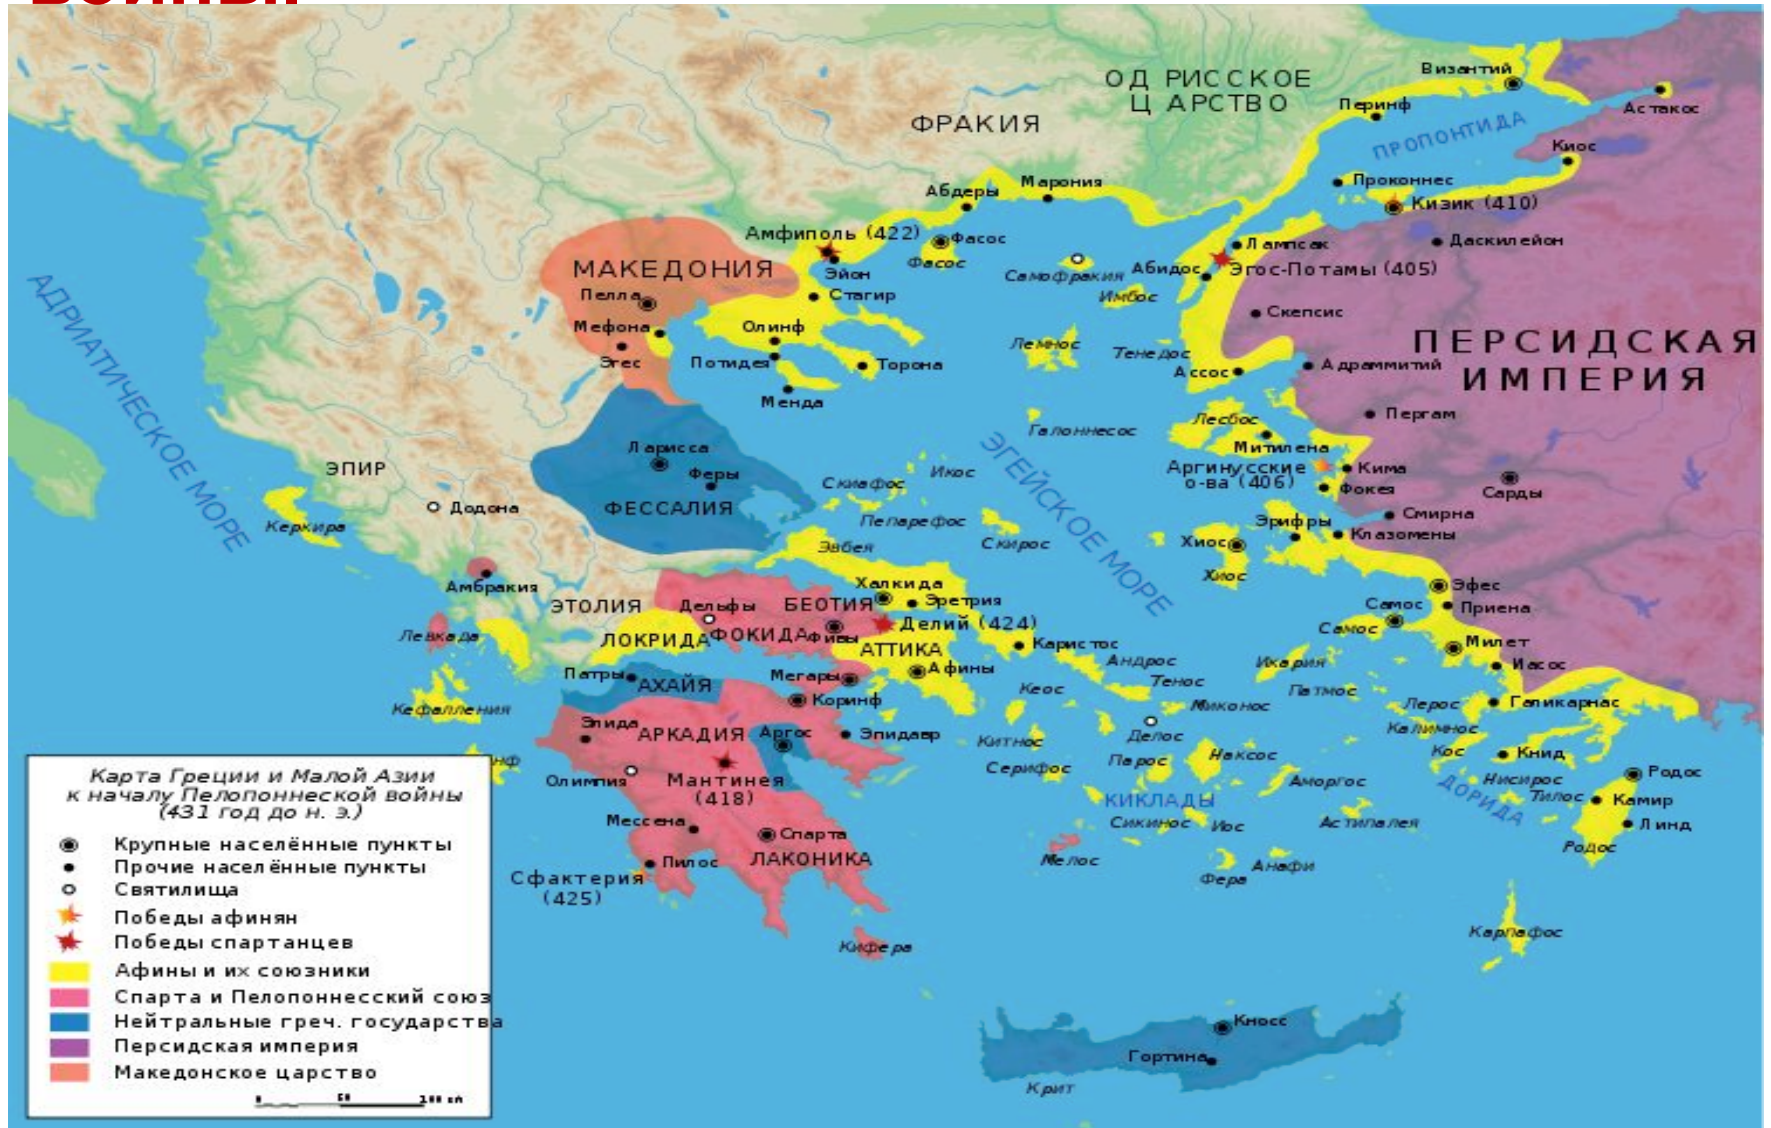 ОД РИССКОЕ
Ц АРСТВО
ФРАКИЯ
Византий
Перинф
Астакос
ПРОПОНТИДА
Киос
Проконнес
Кизик (410)
Абдеры
Марония
Амфиполь (422)
Фасос
Фасос
Эйон
Самофракия
Имброс
Лампсак
Даскилейон
Абидос
Эгос-Потамы (405)
МАКЕДОНИЯ
Пелла
Стагир
Мефона
Олинф
Эгес
Потидея
Торона
Менда
Скепсис
Лемнос
Тенедос
Ассос
Адраммитий
ПЕРСИДСКАЯ
ИМПЕРИЯ
АДРИАТИЧЕСКОЕ МОРЕ
ЭГЕЙСКОЕ МОРЕ
Пергам
Лесбос
Митилена
Галоннесос
Аргинусские
о-ва (406)
Кима
Фокея
Сарды
Смирна
Эрифры
Клазомены
Хиос
Хиос
Ларисса
Феры
ФЕССАЛИЯ
ЭПИР
Додона
Керкира
Скиафос
Икос
Пепарефос
Скирос
Эвбея
Амбракия
Левкада
ЭТОЛИЯ
Дельфы
БЕОТИЯ
Халкида
Эретрия
ЛОКРИДА
ФОКИДА
Фивы
Делий (424)
АТТИКА
Каристос
Эфес
Самос
Приена
Самос
Милет
Иасос
Патры
АХАЙЯ
Мегары
Афины
Коринф
Андрос
Тенос
Кеос
Миконос
Икария
Патмос
Лерос
Галикарнас
Калимнос
Кефалления
нф
Элида
АРКАДИЯ
Аргос
Эпидавр
Китнос
Делос
Серифос
Парос
Наксос
Аморгос
Кос
Книд
Нисирос
Тилос
Родос
Камир
Линд
Родос
ДОРИДА
Олимпия
Мантинея
(418)
КИКЛАДЫ
Сикинос
Иос
Астипалея
Мессена
Спарта
Пилос
ЛАКОНИКА
Сфактерия
(425)
Мелос
Фера
Анафи
Кифера
Карпафос
Кносс
Гортина
Крит
Карта Греции и Малой Азии
к началу Пелопоннеской войны
(431 год до н. э.)
Крупные населённые пункты
Прочие населённые пункты
Святилища
Победы афинян
Победы спартанцев
Афины и их союзники
Спарта и Пелопоннесский союз
Нейтральные греч. государства
Персидская империя
Македонское царство